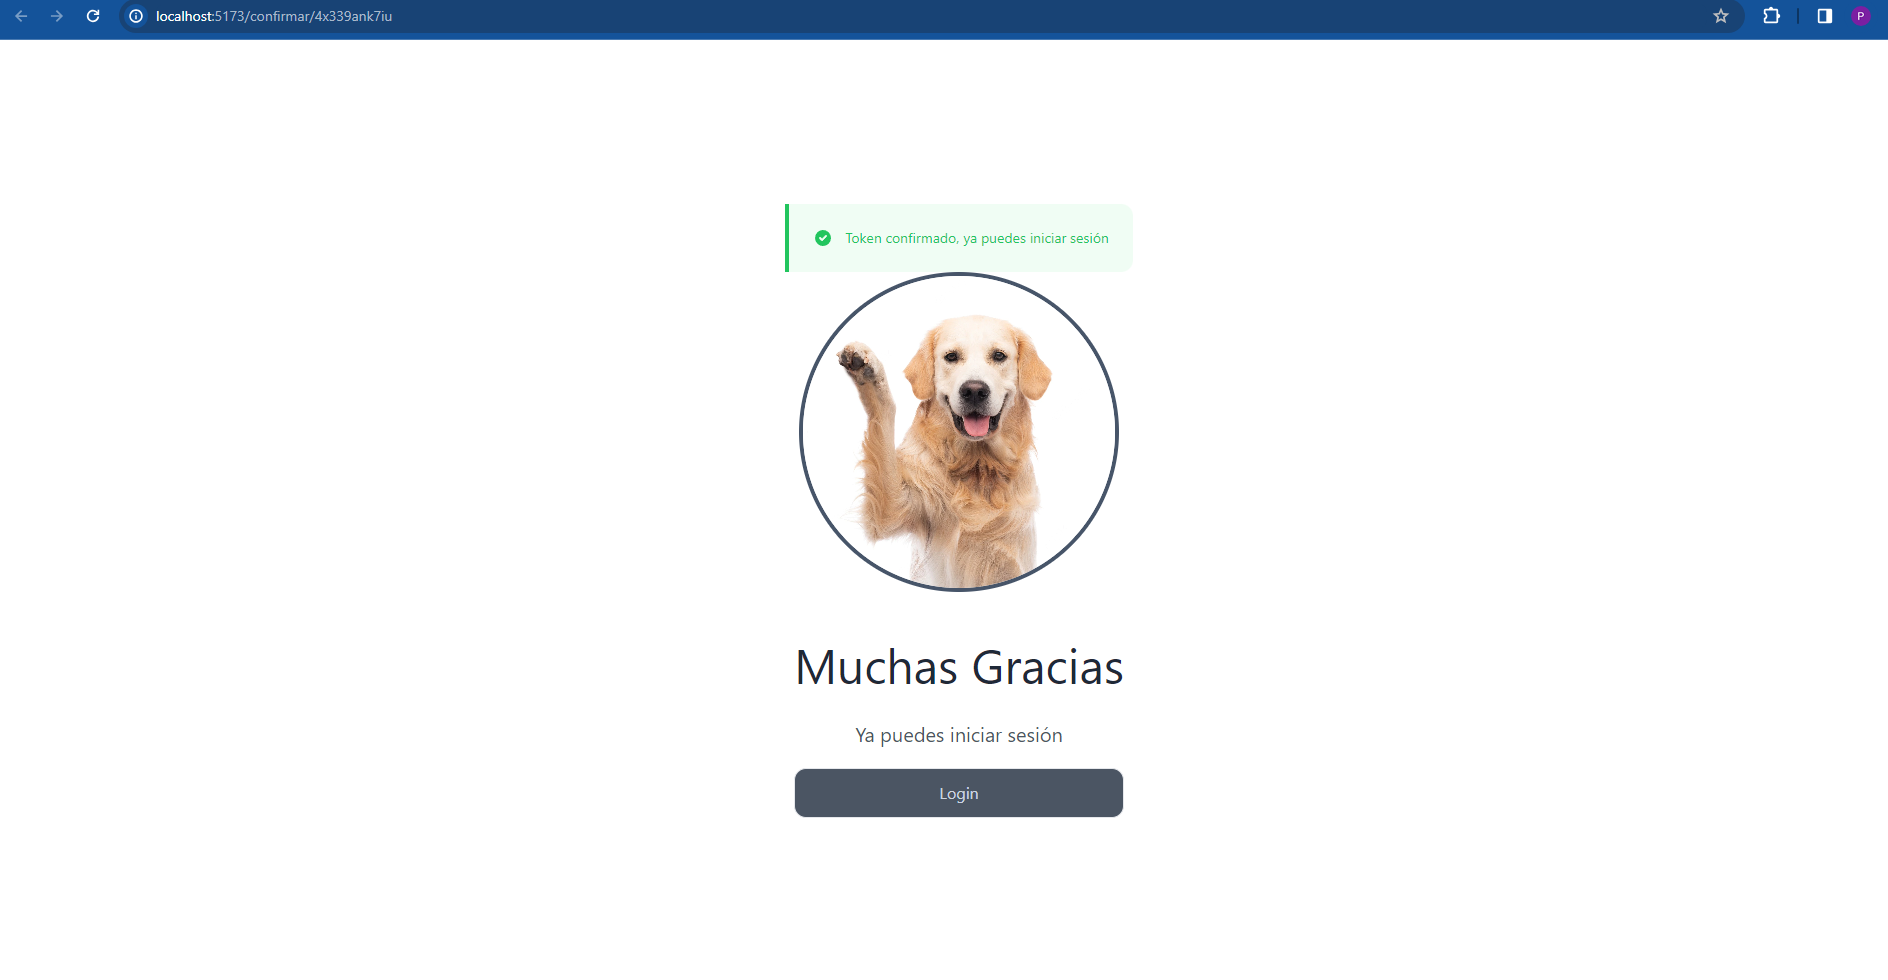 localhost:5173/confirmar/4x339ank7iu
P
Token confirmado, ya puedes iniciar sesión
Muchas Gracias
Ya puedes iniciar sesión
Login